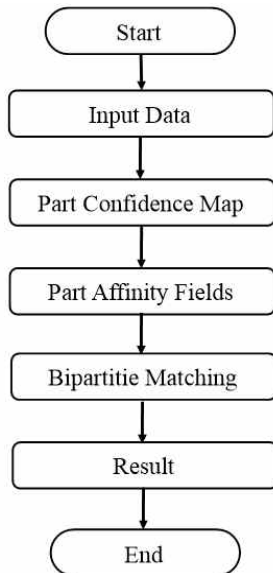 Start
Input Data
Part Confidence Map
Part Affinity Fields
Bipartitie Matching
Result
End